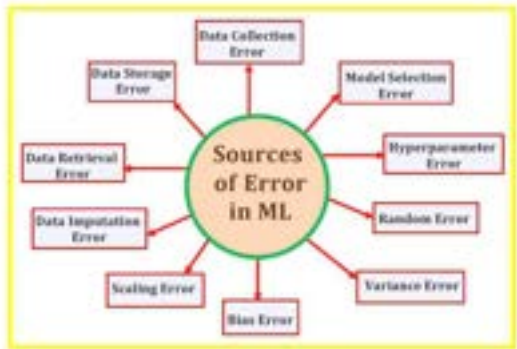 Data Collection
Error
Data Storage
Error
Model Selection
Error
Data Retrieval
Error
Sources
of Error
in ML
Hyperparameter
Error
Data Imputation
Error
Random Error
Scaling Error
Bias Error
Variance Error